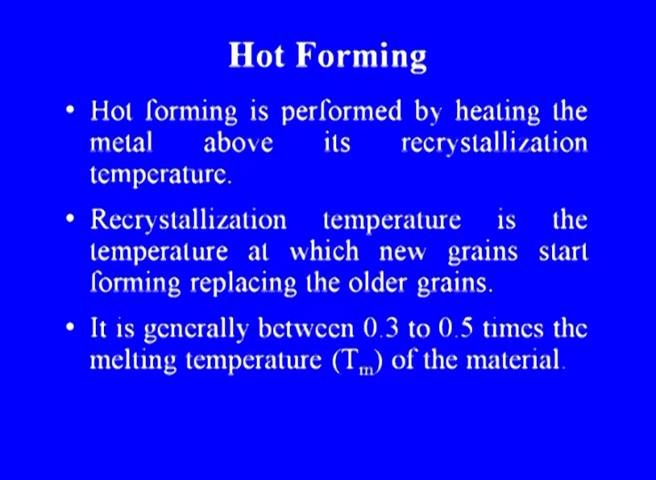 Hot Forming
• Hot forming is performed by heating the
metal above its recrystallization
temperature.
• Recrystallization temperature is the
temperature at which new grains start
forming replacing the older grains.
• It is generally between 0.3 to 0.5 times the
melting temperature (Tm) of the material.